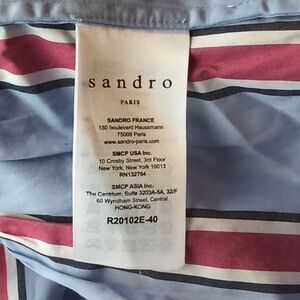 sandro
PARIS
SANDRO FRANCE
150 boulevard Haussmann
75008 Paris
www.sandro-paris.com
SMCP USA Inc.
10 Crosby Street, 3rd Floor
New York. New York 10013
RN132764
SMCP ASIA Inc.
The Centrium, Suite 3203A-5A, 32/F
60 Wyndham Street, Central
HONG-KONG
R20102E-40